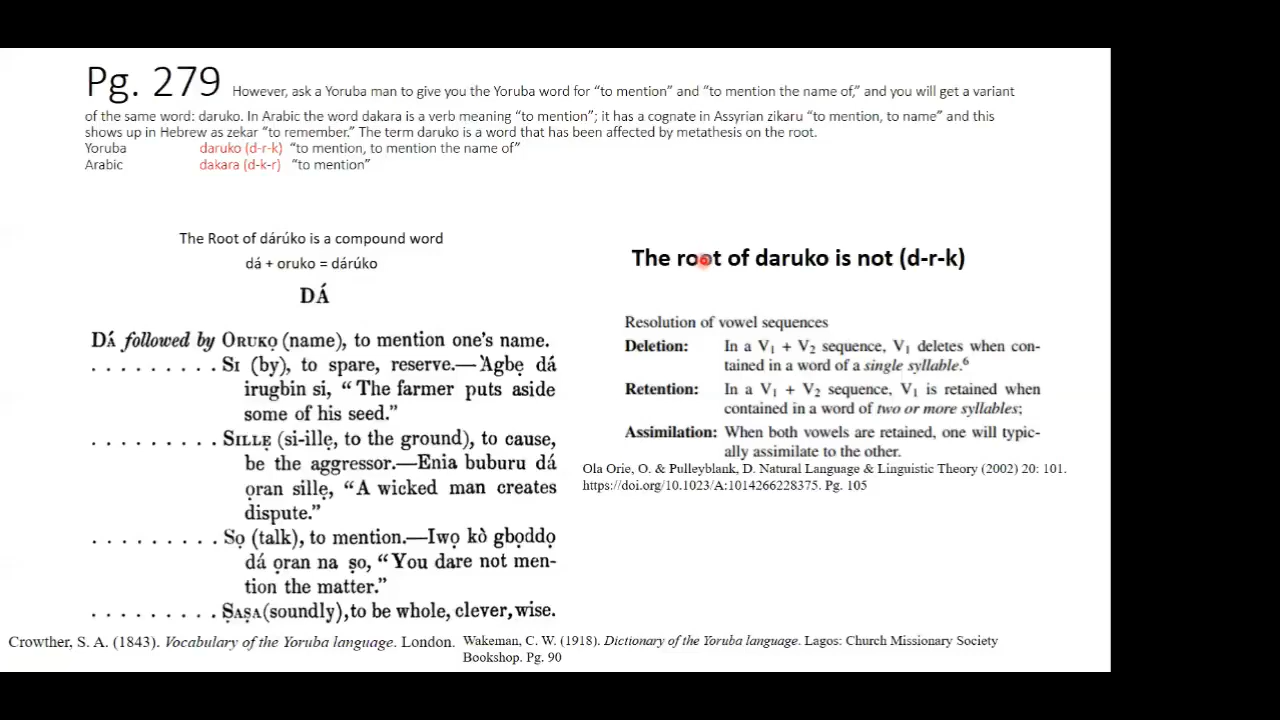 Pg. 279 However, ask a Yoruba man to give you the Yoruba word for “to mention” and “to mention the name of,” and you will get a variant
of the same word: daruko. In Arabic the word dakara is a verb meaning “to mention”; it has a cognate in Assyrian zikaru “to mention, to name” and this
shows up in Hebrew as zekar “to remember.” The term daruko is a word that has been affected by metathesis on the root.
Yoruba daruko (d-r-k) “to mention, to mention the name of”
Arabic dakara (d-k-r) “to mention”
The Root of dárúko is a compound word
dá + oruko = dárúko
DÁ
Dá followed by Orukọ (name), to mention one's name.
. . . . . . . . . Si (by), to spare, reserve.—Àgbẹ dá
irugbin si, “The farmer puts aside
some of his seed.”
. . . . . . . . . Sillẹ (si-illẹ, to the ground), to cause,
be the aggressor.—Enia buburu dá
ọran sillẹ, “A wicked man creates
dispute.”
. . . . . . . . . Sọ (talk), to mention.—Iwọ kò gbọddọ
dá ọran na ṣo, “You dare not men-
tion the matter.”
. . . . . . . . . Ṣaṣa (soundly), to be whole, clever, wise.
Crowther, S. A. (1843). Vocabulary of the Yoruba language. London.
The root of daruko is not (d-r-k)
Resolution of vowel sequences
Deletion: In a V1 + V2 sequence, V1 deletes when con-
tained in a word of a single syllable.6
Retention: In a V1 + V2 sequence, V1 is retained when
contained in a word of two or more syllables;
Assimilation: When both vowels are retained, one will typic-
ally assimilate to the other.
Ola Orie, O. & Pulleyblank, D. Natural Language & Linguistic Theory (2002) 20: 101.
https://doi.org/10.1023/A:1014266228375. Pg. 105
Wakeman, C. W. (1918). Dictionary of the Yoruba language. Lagos: Church Missionary Society
Bookshop. Pg. 90